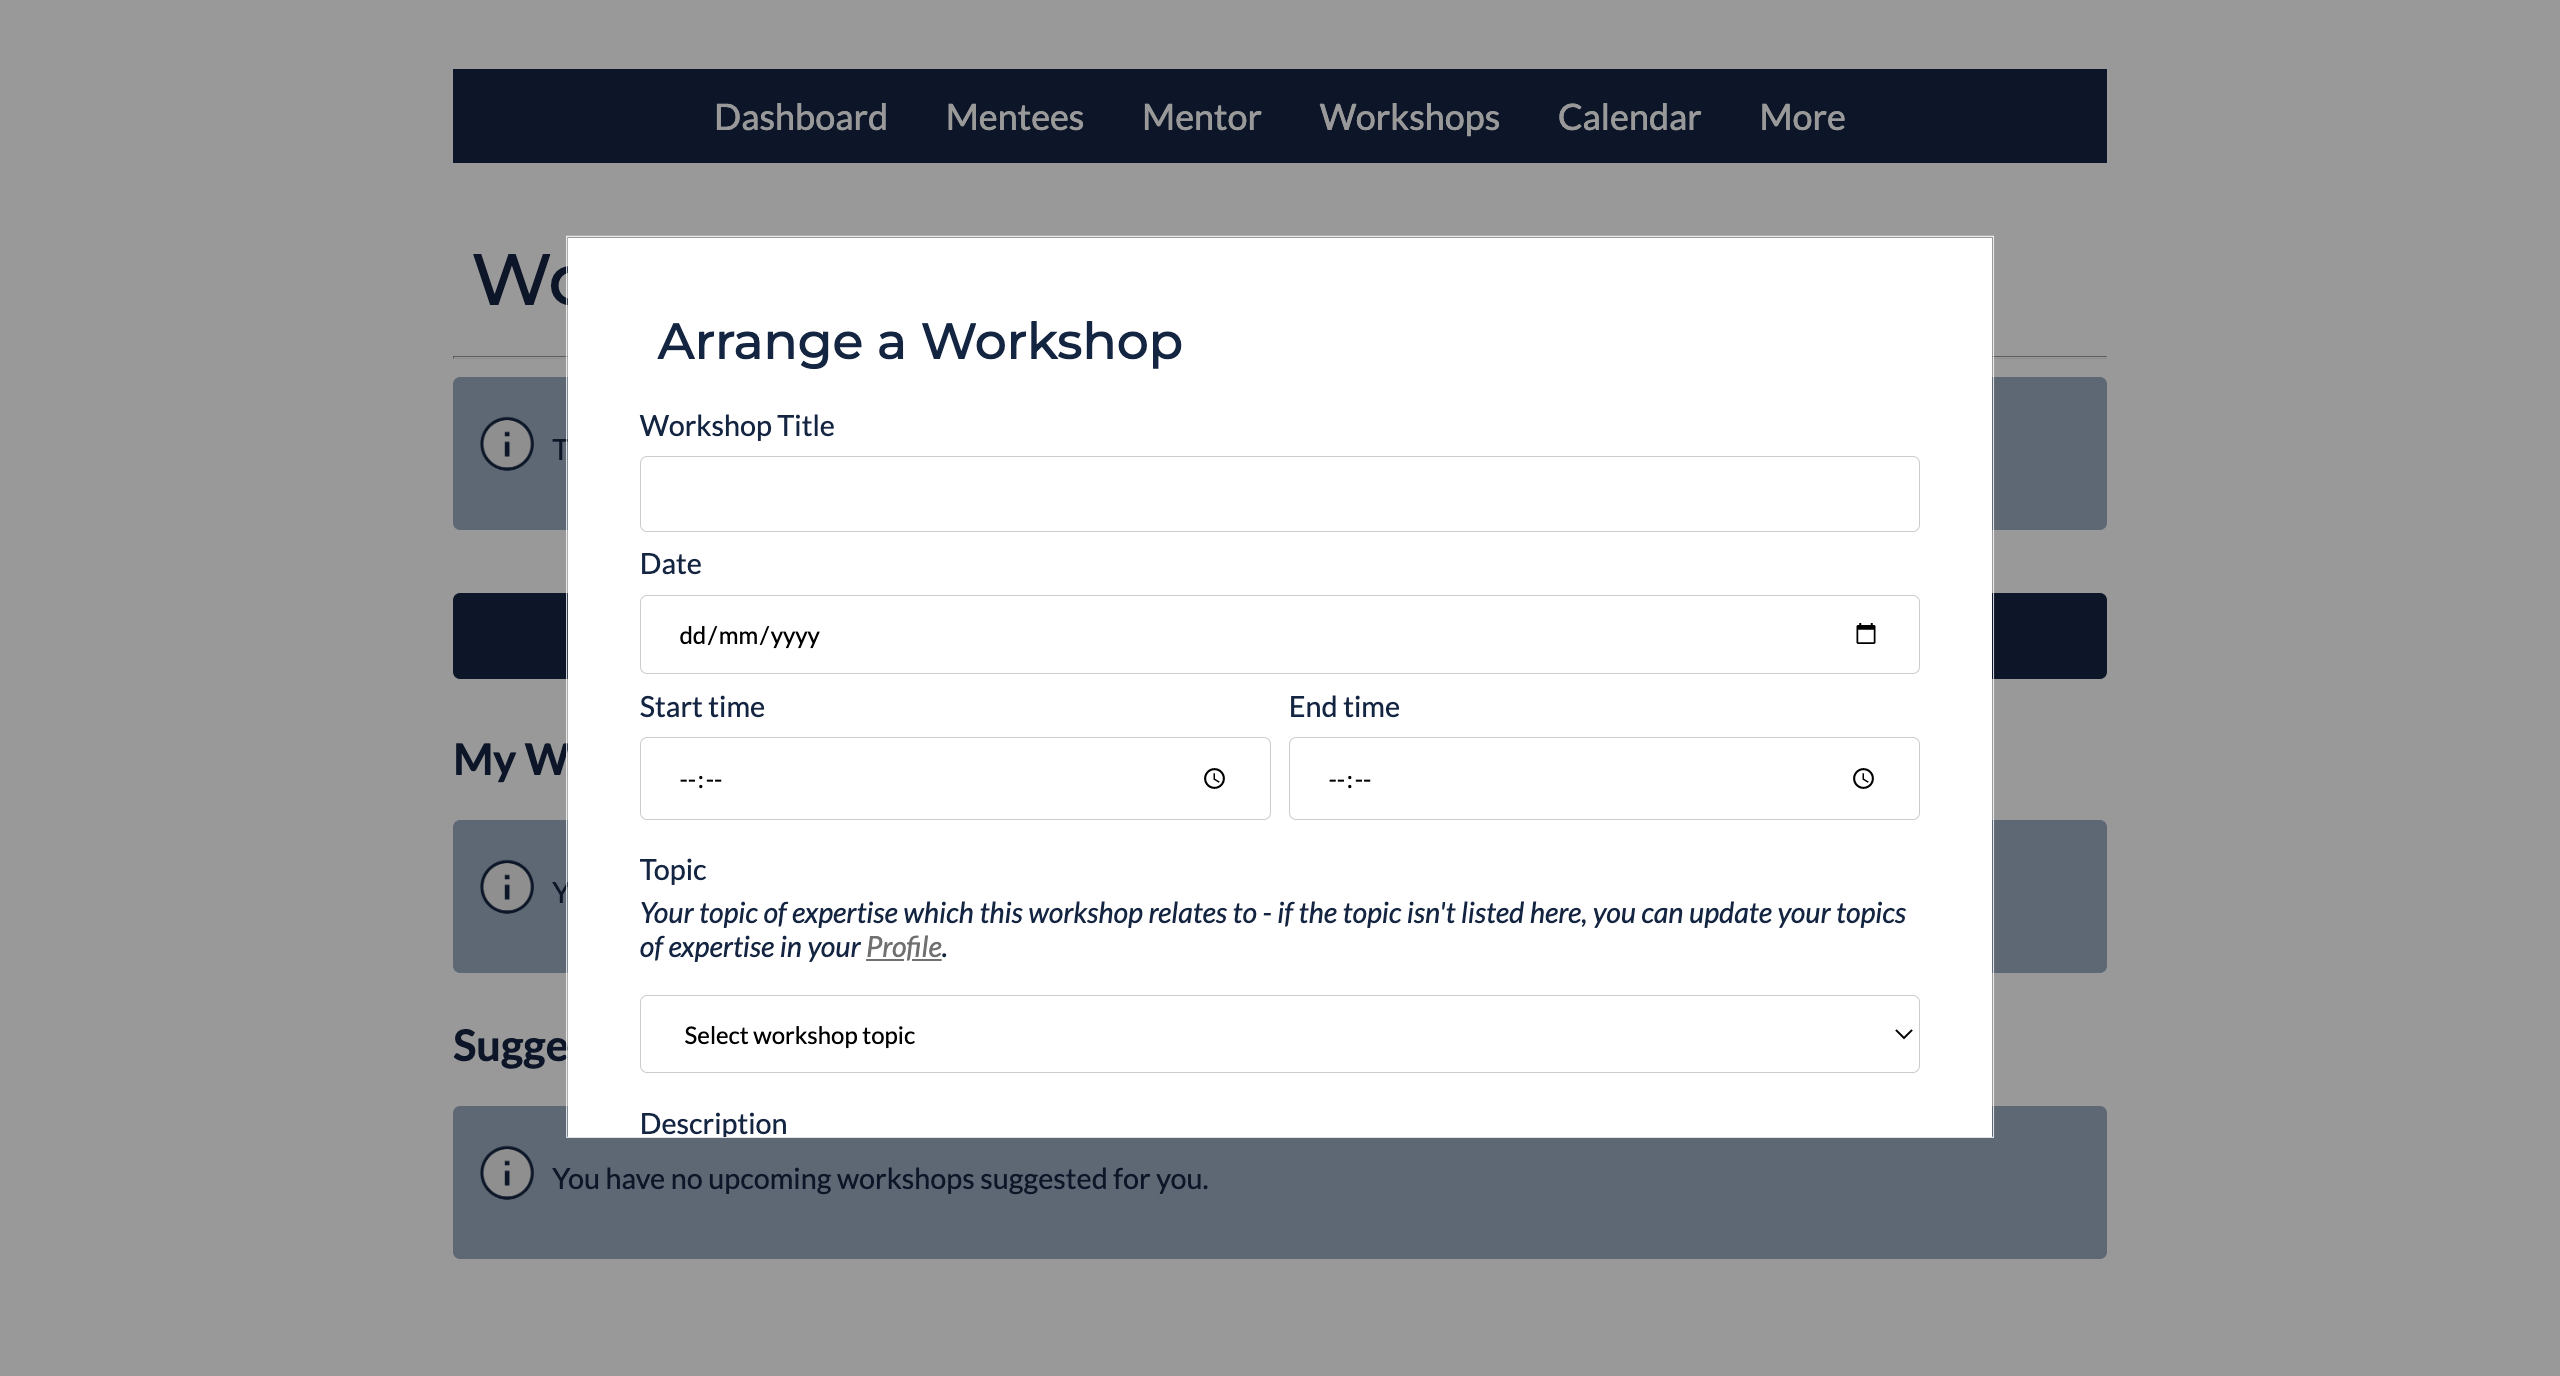 Dashboard Mentees Mentor Workshops Calendar More
Arrange a Workshop
Workshop Title
Date
dd/mm/yyyy
Start time End time
--:-- --:--
Topic
Your topic of expertise which this workshop relates to - if the topic isn't listed here, you can update your topics
of expertise in your Profile.
Select workshop topic
Description
My
You have no upcoming workshops suggested for you.